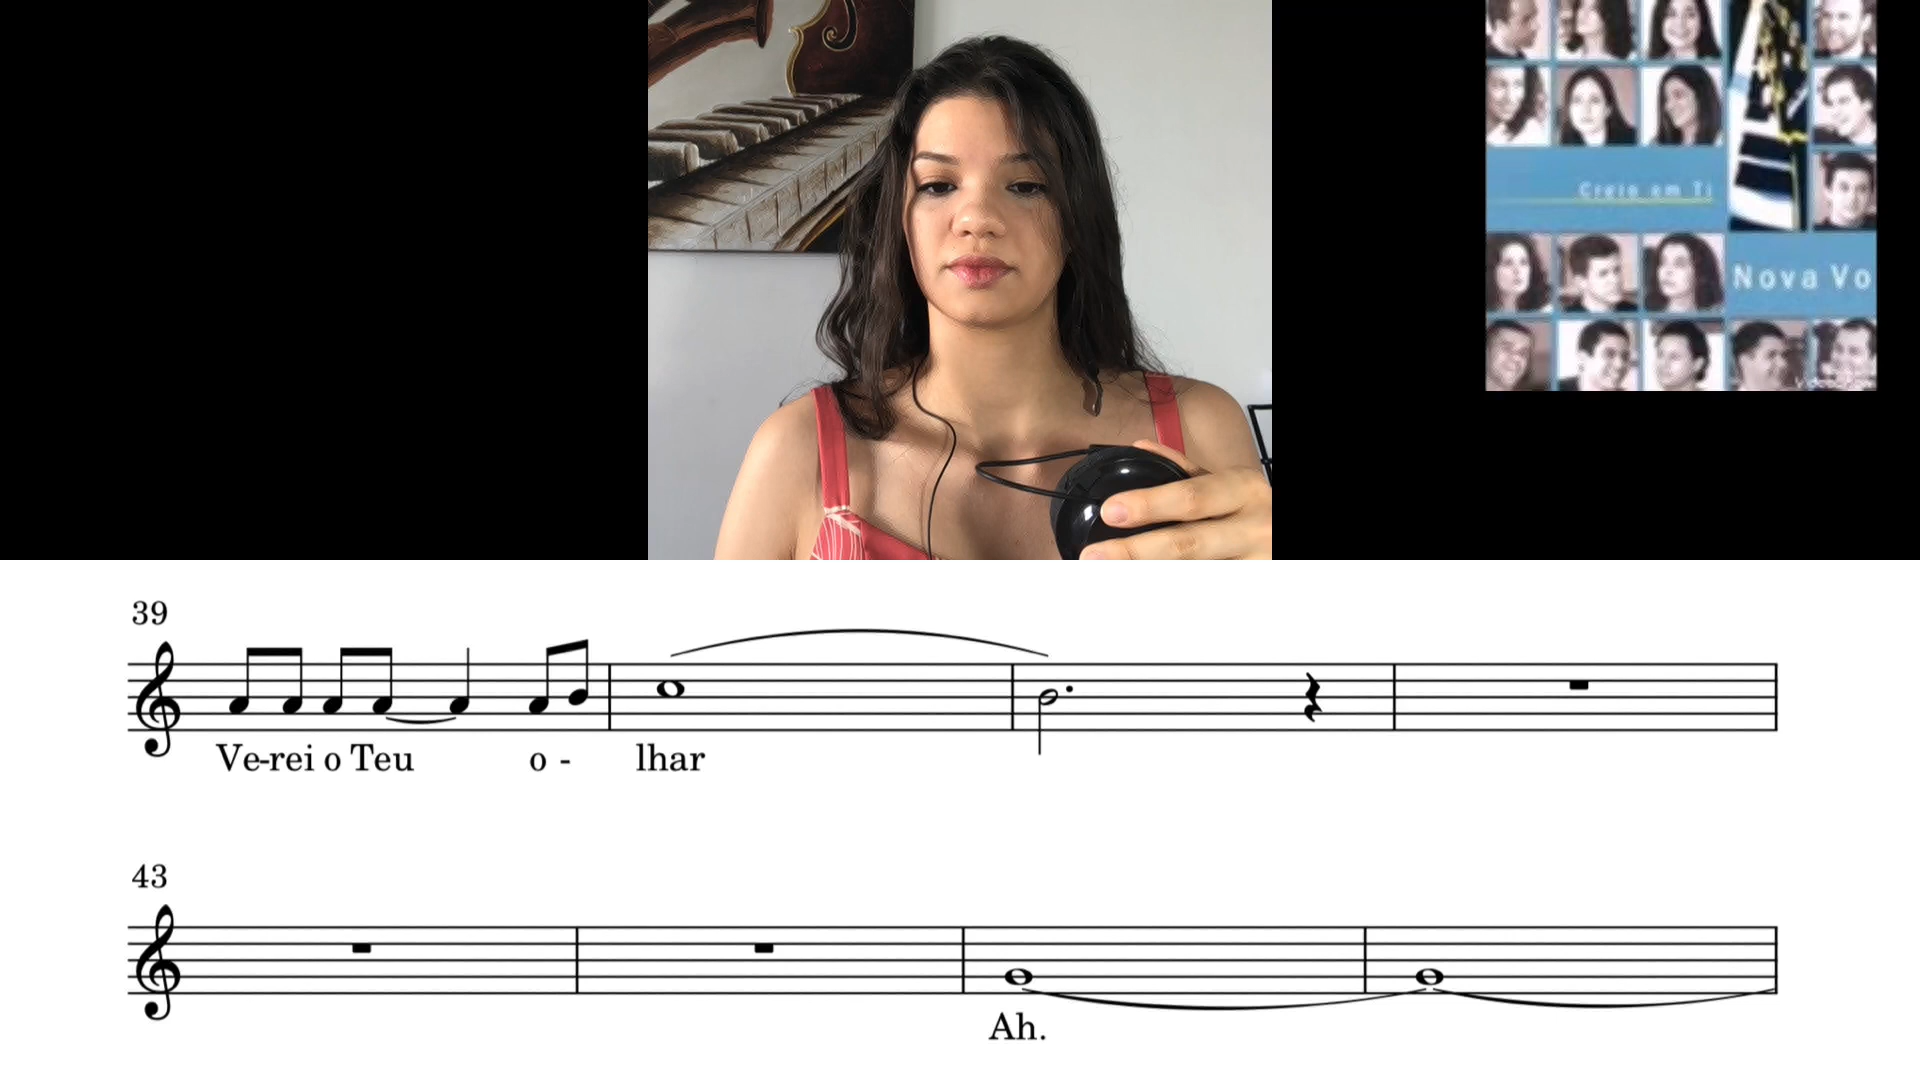 Creio em Ti
Nova Vo
39
Ve-rei o Teu o - lhar
43
Ah.